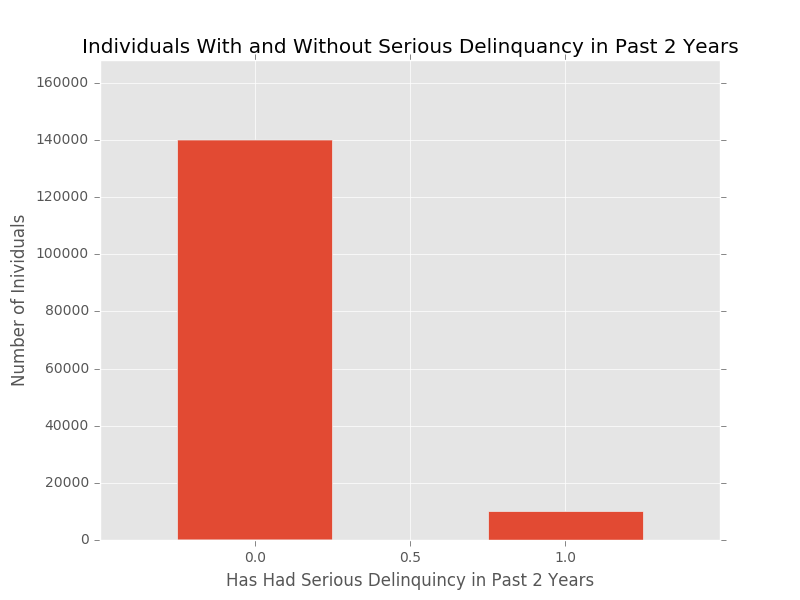 Individuals With and Without Serious Delinquancy in Past 2 Years
160000
140000
120000
100000
80000
60000
40000
20000
0
Number of Inividuals
0.0 0.5 1.0
Has Had Serious Delinquincy in Past 2 Years